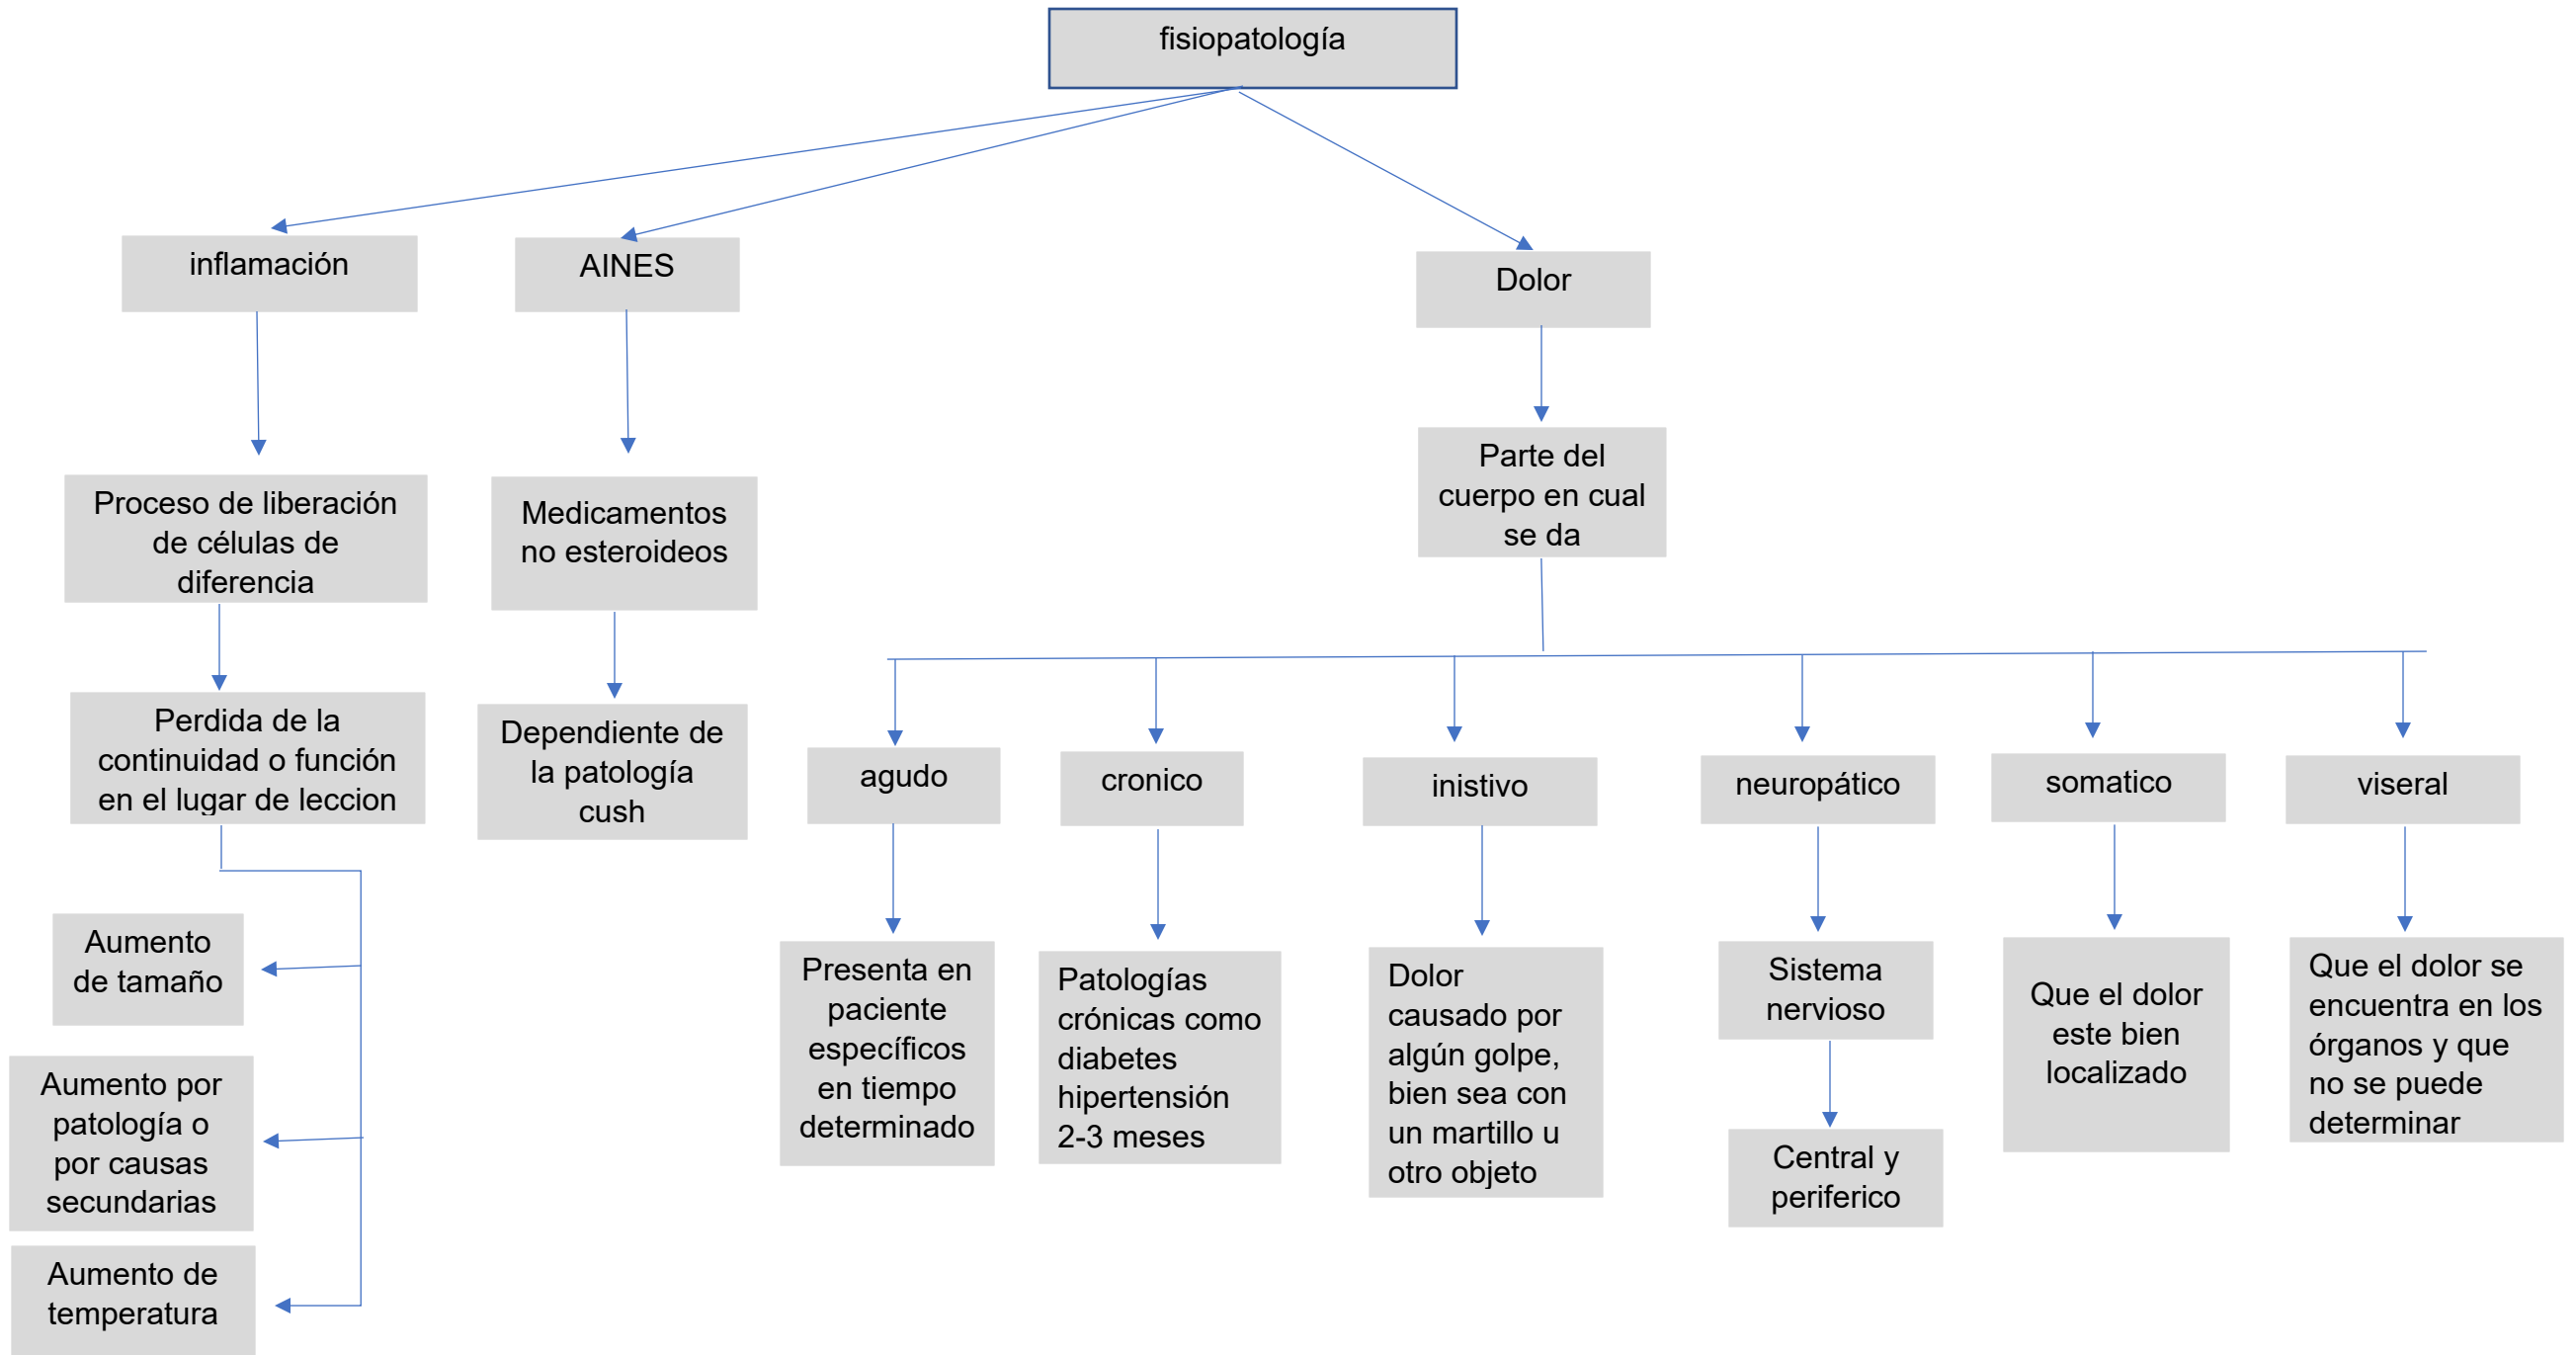 fisiopatología
inflamación
AINES
Dolor
Proceso de liberación
de células de
diferencia
Medicamentos
no esteroideos
Parte del
cuerpo en cual
se da
Perdida de la
continuidad o función
en el lugar de leccion
Dependiente de
la patología
cush
agudo
cronico
inistivo
neuropático
somatico
viseral
Aumento
de tamaño
Aumento por
patología o
por causas
secundarias
Aumento de
temperatura
Presenta en
paciente
específicos
en tiempo
determinado
Patologías
crónicas como
diabetes
hipertensión
2-3 meses
Dolor
causado por
algún golpe,
bien sea con
un martillo u
otro objeto
Sistema
nervioso
Central y
periferico
Que el dolor
este bien
localizado
Que el dolor se
encuentra en los
órganos y que
no se puede
determinar